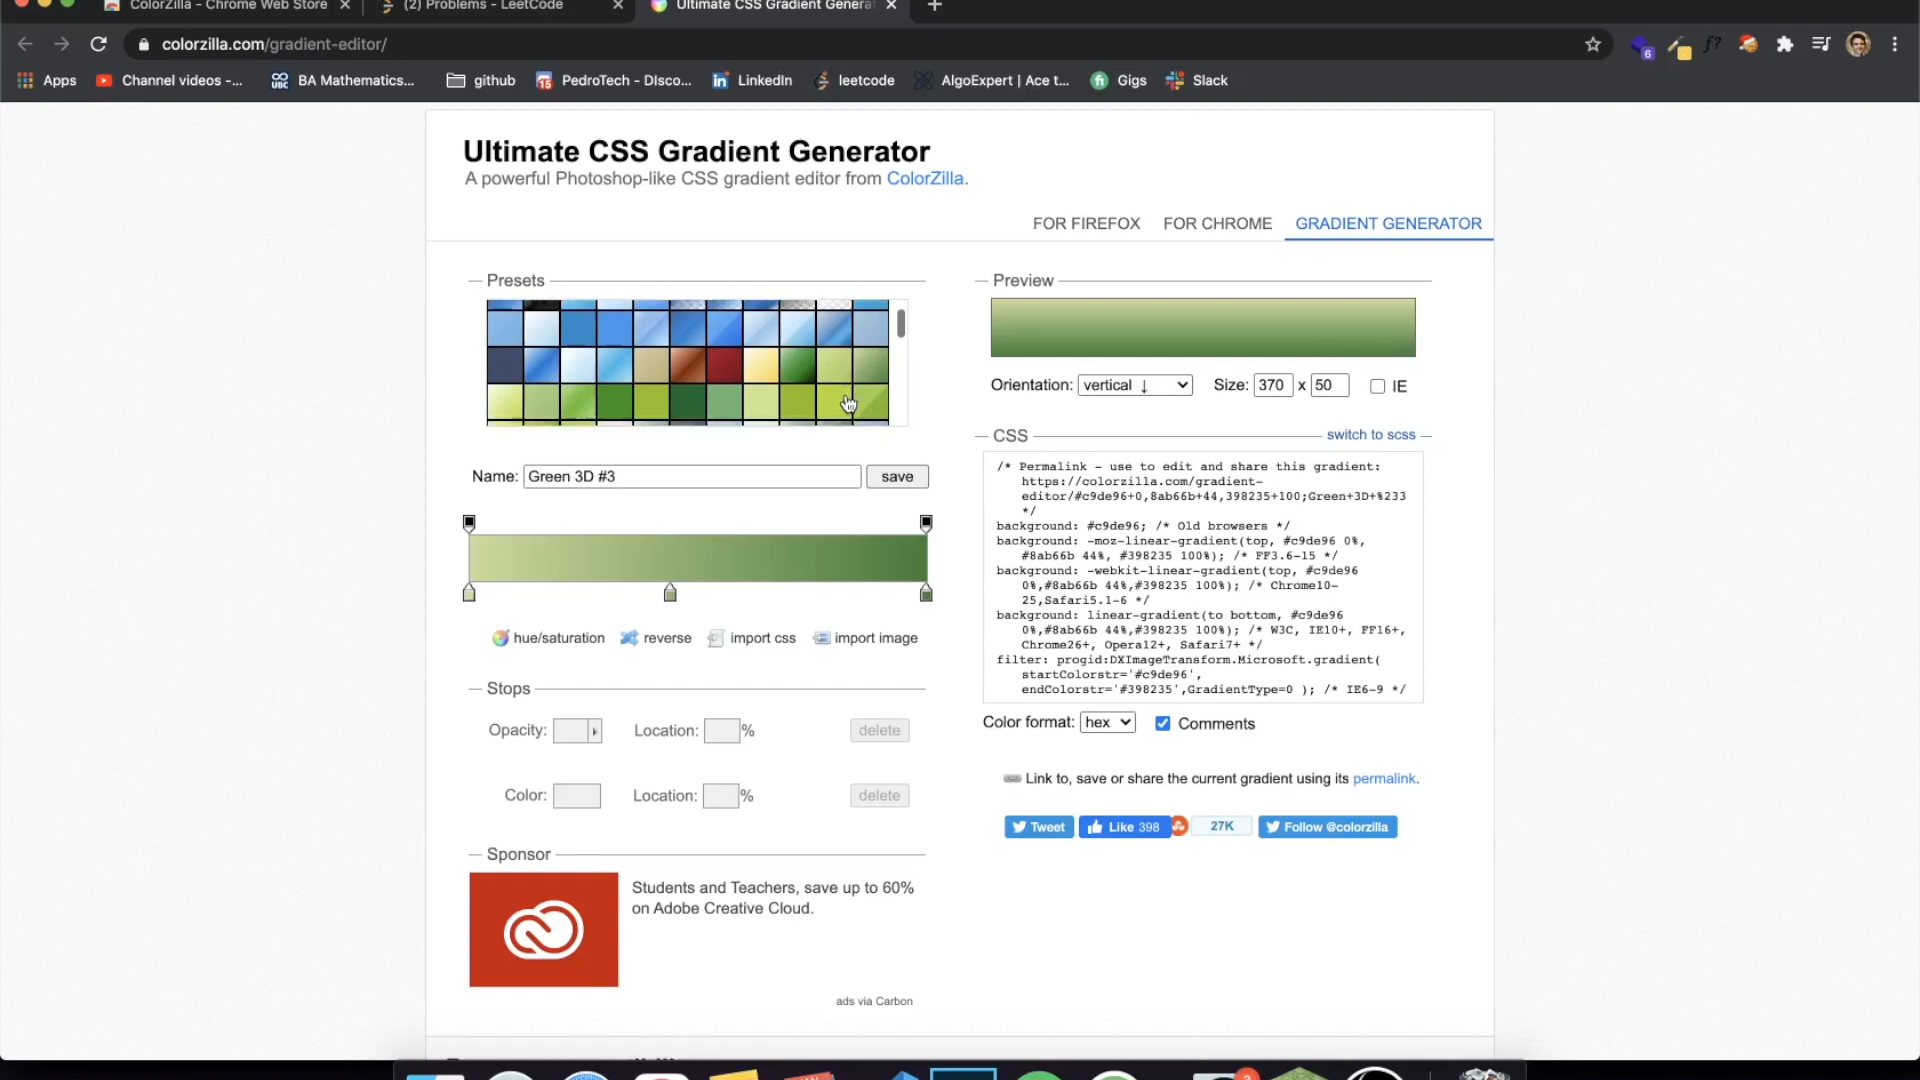 ColorZilla - Chrome Web Store
(2) Problems - LeetCode
Ultimate CSS Gradient Genera
colorzilla.com/gradient-editor/
6
f?
Apps
Channel videos -...
UBC
BA Mathematics...
github
15
PedroTech - DIsco...
in
LinkedIn
leetcode
AlgoExpert | Ace t...
fi
Gigs
Slack
Ultimate CSS Gradient Generator
A powerful Photoshop-like CSS gradient editor from ColorZilla.
FOR FIREFOX
FOR CHROME
GRADIENT GENERATOR
Presets
Name: Green 3D #3
save
hue/saturation
reverse
import css
import image
Stops
Opacity:
Location: %
delete
Color:
Location: %
delete
Sponsor
Students and Teachers, save up to 60%
on Adobe Creative Cloud.
ads via Carbon
Preview
Orientation: vertical ↓
Size: 370 x 50
IE
CSS
switch to scss
/* Permalink - use to edit and share this gradient:
https://colorzilla.com/gradient-
editor/#c9de96+0,8ab66b+44,398235+100;Green+3D+%233
*/
background: #c9de96; /* Old browsers */
background: -moz-linear-gradient(top, #c9de96 0%,
#8ab66b 44%, #398235 100%); /* FF3.6-15 */
background: -webkit-linear-gradient(top, #c9de96
0%,#8ab66b 44%,#398235 100%); /* Chrome10-
25,Safari5.1-6 */
background: linear-gradient(to bottom, #c9de96
0%,#8ab66b 44%,#398235 100%); /* W3C, IE10+, FF16+,
Chrome26+, Opera12+, Safari7+ */
filter: progid:DXImageTransform.Microsoft.gradient(
startColorstr='#c9de96',
endColorstr='#398235',GradientType=0 ); /* IE6-9 */
Color format: hex
Comments
Link to, save or share the current gradient using its permalink.
Tweet
Like 398
27K
Follow @colorzilla